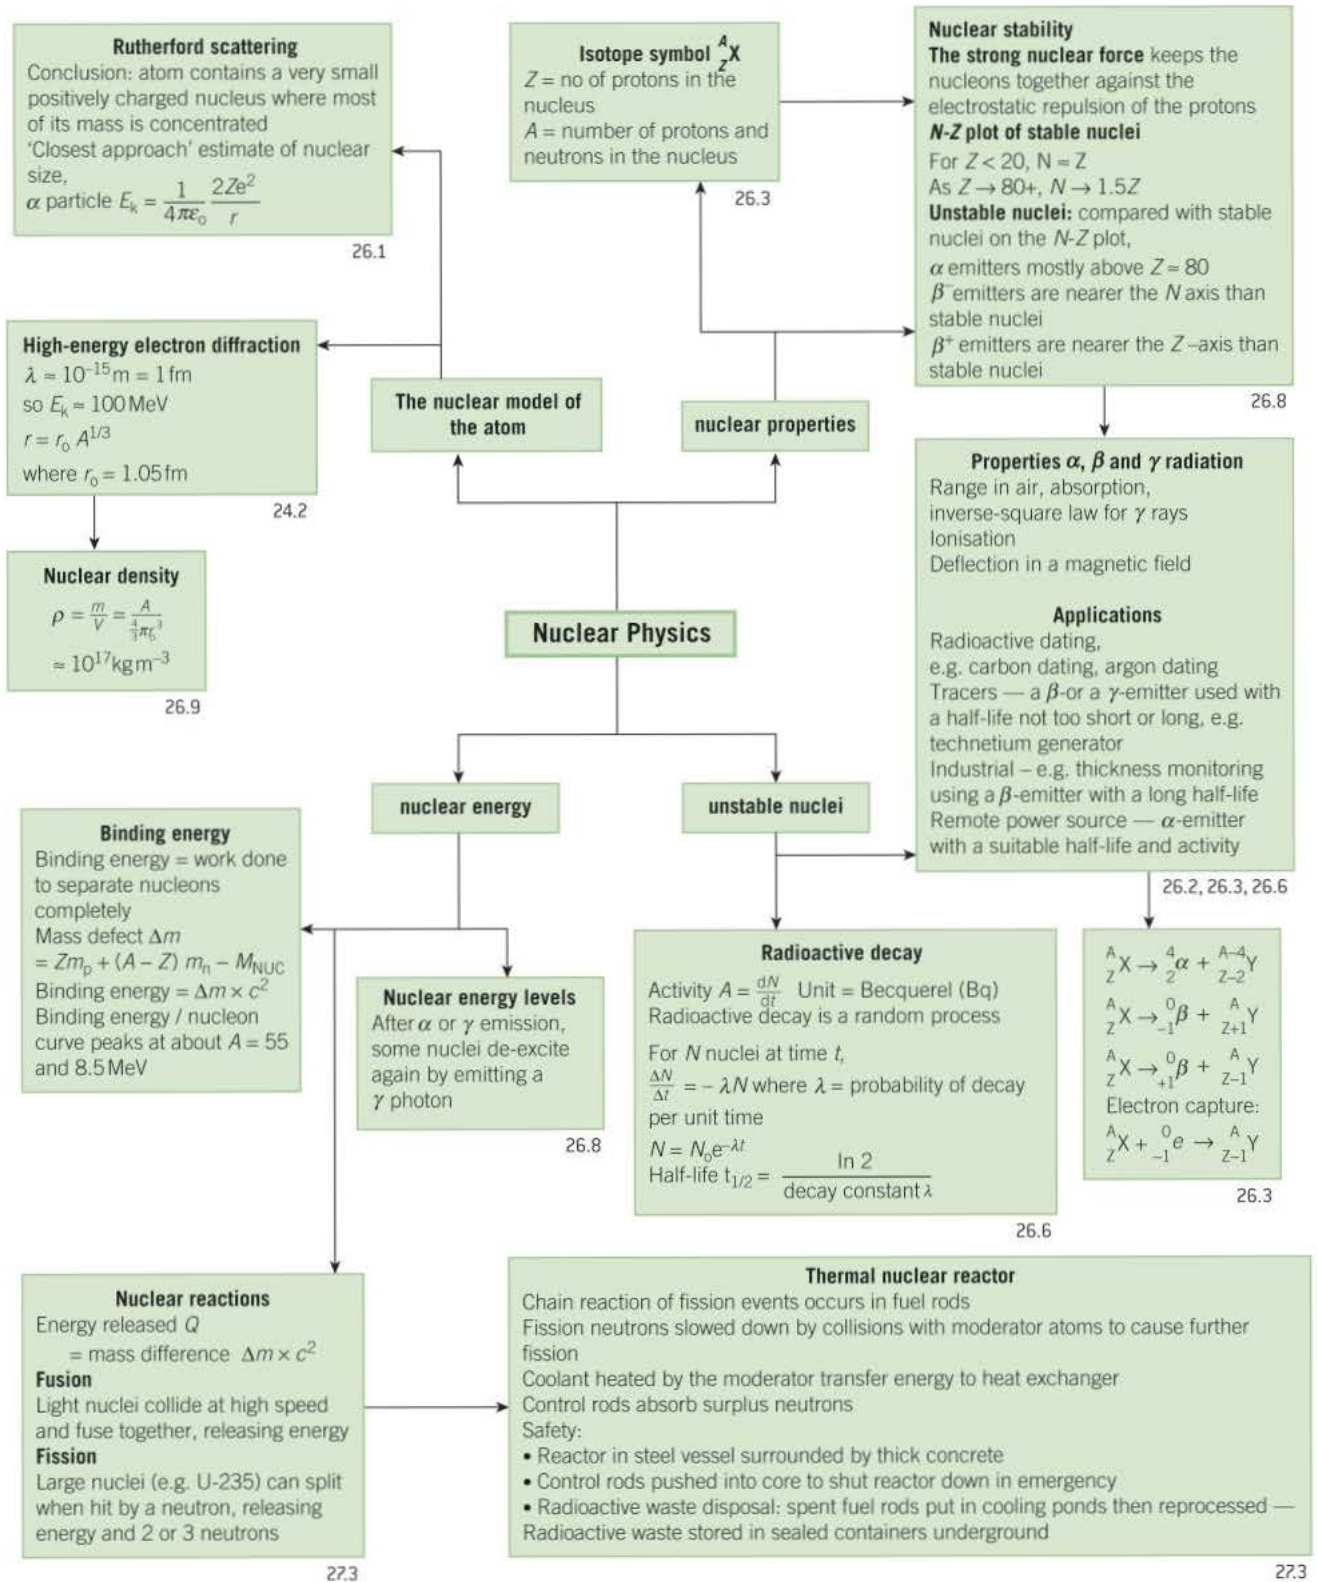 Rutherford scattering
Conclusion: atom contains a very small
positively charged nucleus where most
of its mass is concentrated
'Closest approach' estimate of nuclear
size,
α particle Eₖ = 1/4πε₀ 2Ze²/r
26.1
Isotope symbol ᴬ_Z X
Z = no of protons in the
nucleus
A = number of protons and
neutrons in the nucleus
26.3
Nuclear stability
The strong nuclear force keeps the
nucleons together against the
electrostatic repulsion of the protons
N-Z plot of stable nuclei
For Z < 20, N ≈ Z
As Z → 80+, N → 1.5Z
Unstable nuclei: compared with stable
nuclei on the N-Z plot,
α emitters mostly above Z ≈ 80
β⁻ emitters are nearer the N axis than
stable nuclei
β⁺ emitters are nearer the Z –axis than
stable nuclei
26.8
High-energy electron diffraction
λ ≈ 10⁻¹⁵ m = 1 fm
so Eₖ ≈ 100 MeV
r = r₀ A^1/3
where r₀ = 1.05 fm
24.2
The nuclear model of
the atom
nuclear properties
Properties α, β and γ radiation
Range in air, absorption,
inverse-square law for γ rays
Ionisation
Deflection in a magnetic field
Applications
Radioactive dating,
e.g. carbon dating, argon dating
Tracers — a β-or a γ-emitter used with
a half-life not too short or long, e.g.
technetium generator
Industrial – e.g. thickness monitoring
using a β-emitter with a long half-life
Remote power source — α-emitter
with a suitable half-life and activity
26.2, 26.3, 26.6
Nuclear density
ρ = m/V = A/(4/3 πr₀³)
≈ 10¹⁷ kg m⁻³
26.9
Nuclear Physics
nuclear energy
unstable nuclei
Binding energy
Binding energy = work done
to separate nucleons
completely
Mass defect Δm
= Zmₚ + (A – Z) mₙ – M_NUC
Binding energy = Δm × c²
Binding energy / nucleon
curve peaks at about A = 55
and 8.5 MeV
Nuclear energy levels
After α or γ emission,
some nuclei de-excite
again by emitting a
γ photon
26.8
Radioactive decay
Activity A = dN/dt Unit = Becquerel (Bq)
Radioactive decay is a random process
For N nuclei at time t,
ΔN/Δt = – λN where λ = probability of decay
per unit time
N = N₀e^–λt
Half-life t₁/₂ = ln 2/decay constant λ
26.6
ᴬ_Z X → ⁴₂α + ᴬ⁻⁴_Z–2 Y
ᴬ_Z X → ⁰₋₁β + ᴬ_Z+1 Y
ᴬ_Z X → ⁰₊₁β + ᴬ_Z–1 Y
Electron capture:
ᴬ_Z X + ⁰₋₁e → ᴬ_Z–1 Y
26.3
Nuclear reactions
Energy released Q
= mass difference Δm × c²
Fusion
Light nuclei collide at high speed
and fuse together, releasing energy
Fission
Large nuclei (e.g. U-235) can split
when hit by a neutron, releasing
energy and 2 or 3 neutrons
27.3
Thermal nuclear reactor
Chain reaction of fission events occurs in fuel rods
Fission neutrons slowed down by collisions with moderator atoms to cause further
fission
Coolant heated by the moderator transfer energy to heat exchanger
Control rods absorb surplus neutrons
Safety:
• Reactor in steel vessel surrounded by thick concrete
• Control rods pushed into core to shut reactor down in emergency
• Radioactive waste disposal: spent fuel rods put in cooling ponds then reprocessed —
Radioactive waste stored in sealed containers underground
27.3